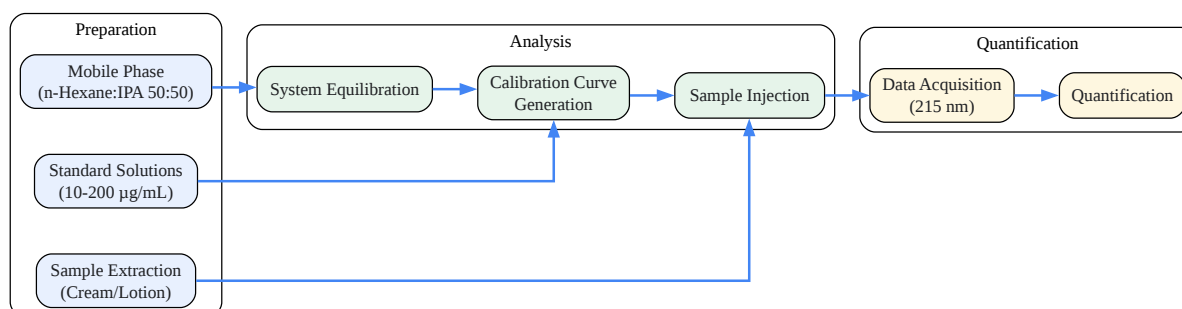 Preparation
Mobile Phase
(n-Hexane:IPA 50:50)
Standard Solutions
(10-200 µg/mL)
Sample Extraction
(Cream/Lotion)
Analysis
System Equilibration
Calibration Curve
Generation
Sample Injection
Quantification
Data Acquisition
(215 nm)
Quantification